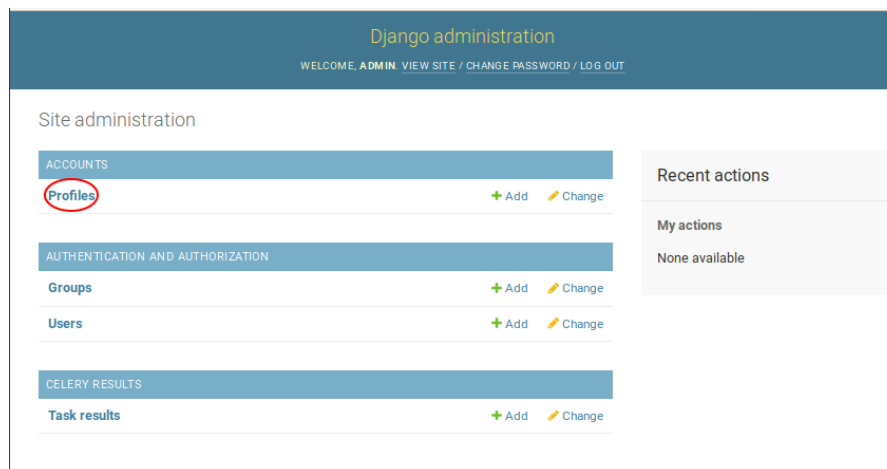 Django administration
WELCOME, ADMIN. VIEW SITE / CHANGE PASSWORD / LOG OUT
Site administration
ACCOUNTS
Profiles + Add Change
AUTHENTICATION AND AUTHORIZATION
Groups + Add Change
Users + Add Change
CELERY RESULTS
Task results + Add Change
Recent actions
My actions
None available